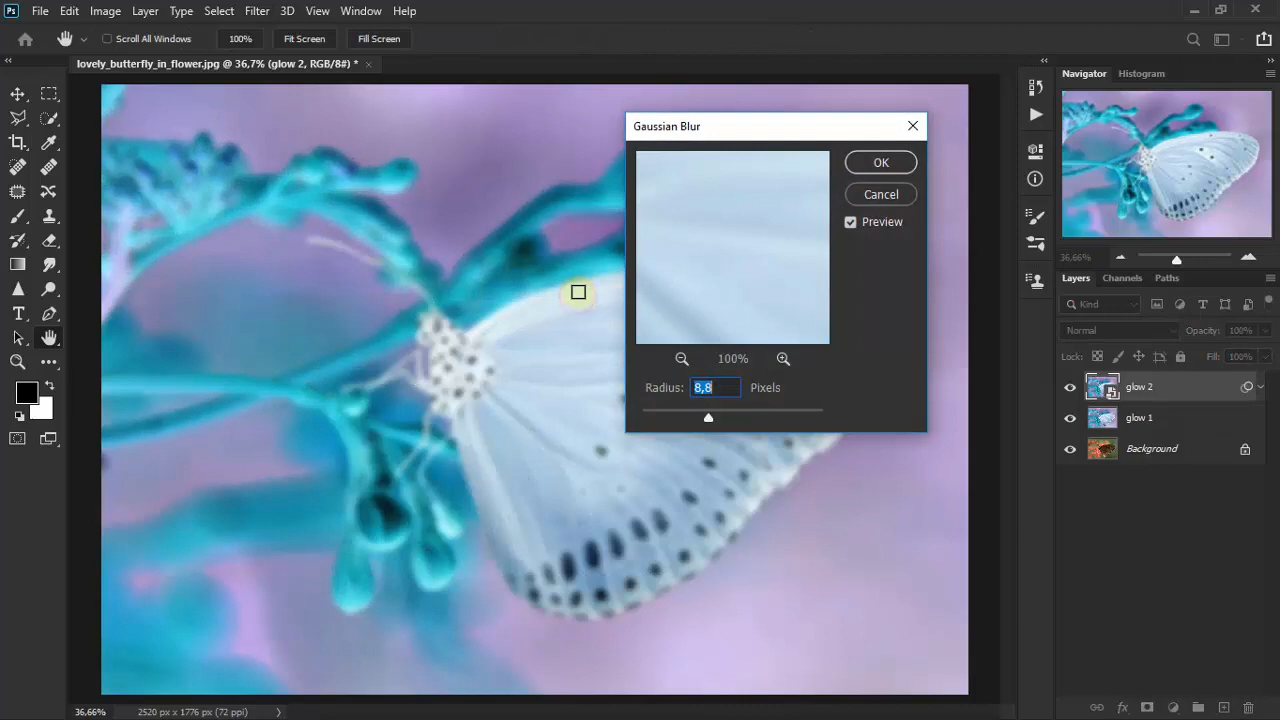 Ps File Edit Image Layer Type Select Filter 3D View Window Help
Scroll All Windows 100% Fit Screen Fill Screen
lovely_butterfly_in_flower.jpg @ 36,7% (glow 2, RGB/8#) * ×
Navigator Histogram
Gaussian Blur
OK
Cancel
Preview
100%
Radius: 8,8 Pixels
36,66%
Layers Channels Paths
Kind
Normal Opacity: 100%
Lock: Fill: 100%
glow 2
glow 1
Background
36,66% 2520 px x 1776 px (72 ppi)